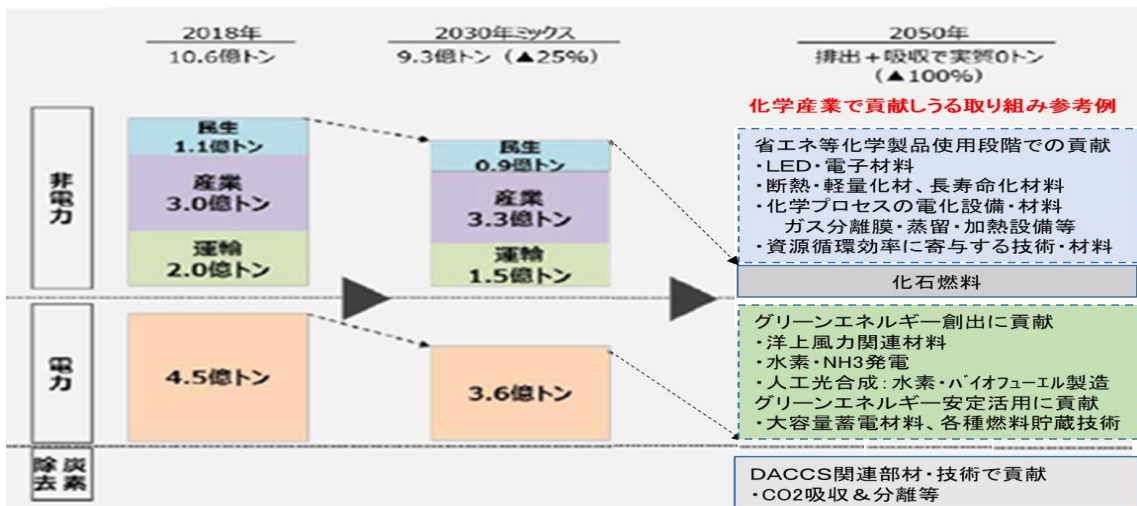 2018年
10.6億トン
2030年ミックス
9.3億トン（▲25%）
2050年
排出＋吸収で実質0トン
（▲100%）
化学産業で貢献しうる取り組み参考例
非電力
民生
1.1億トン
産業
3.0億トン
運輸
2.0億トン
民生
0.9億トン
産業
3.3億トン
運輸
1.5億トン
省エネ等化学製品使用段階での貢献
・LED・電子材料
・断熱・軽量化材、長寿命化材料
・化学プロセスの電化設備・材料
ガス分離膜・蒸留・加熱設備等
・資源循環効率に寄与する技術・材料
化石燃料
電力
4.5億トン
3.6億トン
グリーンエネルギー創出に貢献
・洋上風力関連材料
・水素・NH3発電
・人工光合成：水素・バイオフューエル製造
グリーンエネルギー安定活用に貢献
・大容量蓄電材料、各種燃料貯蔵技術
炭素除去
DACCS関連部材・技術で貢献
・CO2吸収＆分離等